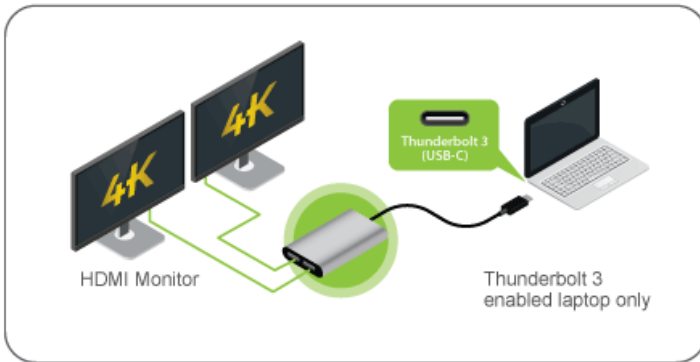 4K
4K
Thunderbolt 3
(USB-C)
HDMI Monitor
Thunderbolt 3
enabled laptop only